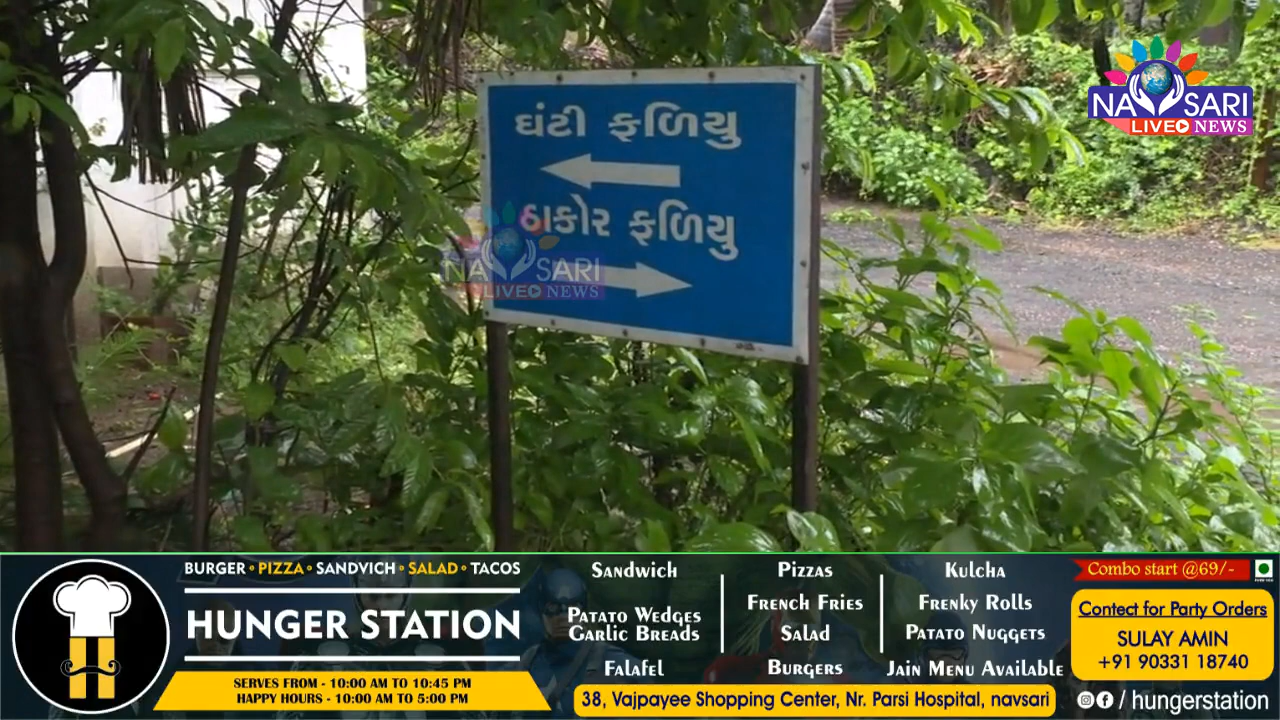 ઘંટી ફળિયુ
ઠાકોર ફળિયુ
NAVSARI
LIVE NEWS
NAVSARI
LIVE NEWS
BURGER • PIZZA • SANDVICH • SALAD • TACOS
HUNGER STATION
SERVES FROM - 10:00 AM TO 10:45 PM
HAPPY HOURS - 10:00 AM TO 5:00 PM
Sandwich
Patato Wedges
Garlic Breads
Falafel
Pizzas
French Fries
Salad
Burgers
Kulcha
Frenky Rolls
Patato Nuggets
Jain Menu Available
38, Vajpayee Shopping Center, Nr. Parsi Hospital, navsari
Combo start @69/-
Contect for Party Orders
SULAY AMIN
+91 90331 18740
/ hungerstation